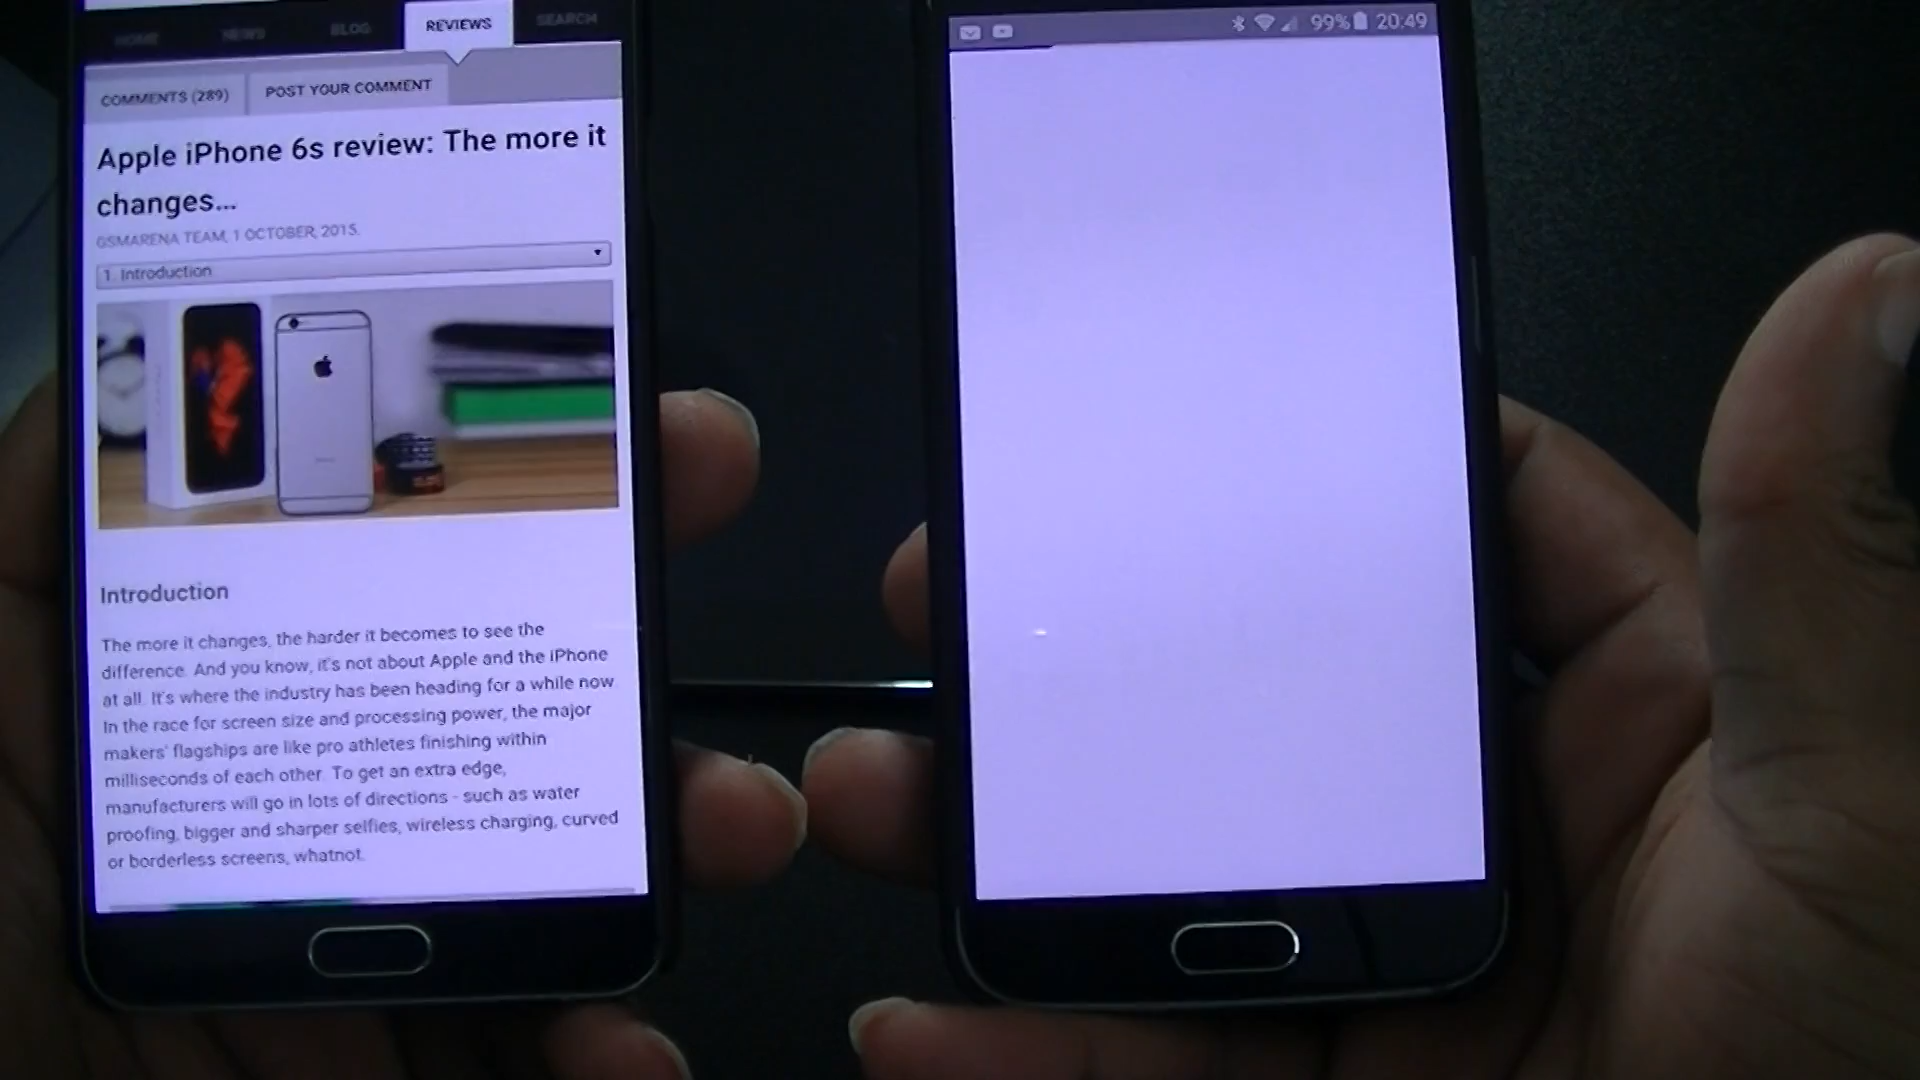 HOME NEWS BLOG REVIEWS SEARCH
COMMENTS (289) POST YOUR COMMENT
Apple iPhone 6s review: The more it
changes...
GSMARENA TEAM, 1 OCTOBER, 2015.
1. Introduction
Introduction
The more it changes, the harder it becomes to see the
difference. And you know, it's not about Apple and the iPhone
at all. It's where the industry has been heading for a while now.
In the race for screen size and processing power, the major
makers' flagships are like pro athletes finishing within
milliseconds of each other. To get an extra edge,
manufacturers will go in lots of directions - such as water
proofing, bigger and sharper selfies, wireless charging, curved
or borderless screens, whatnot.
99% 20:49